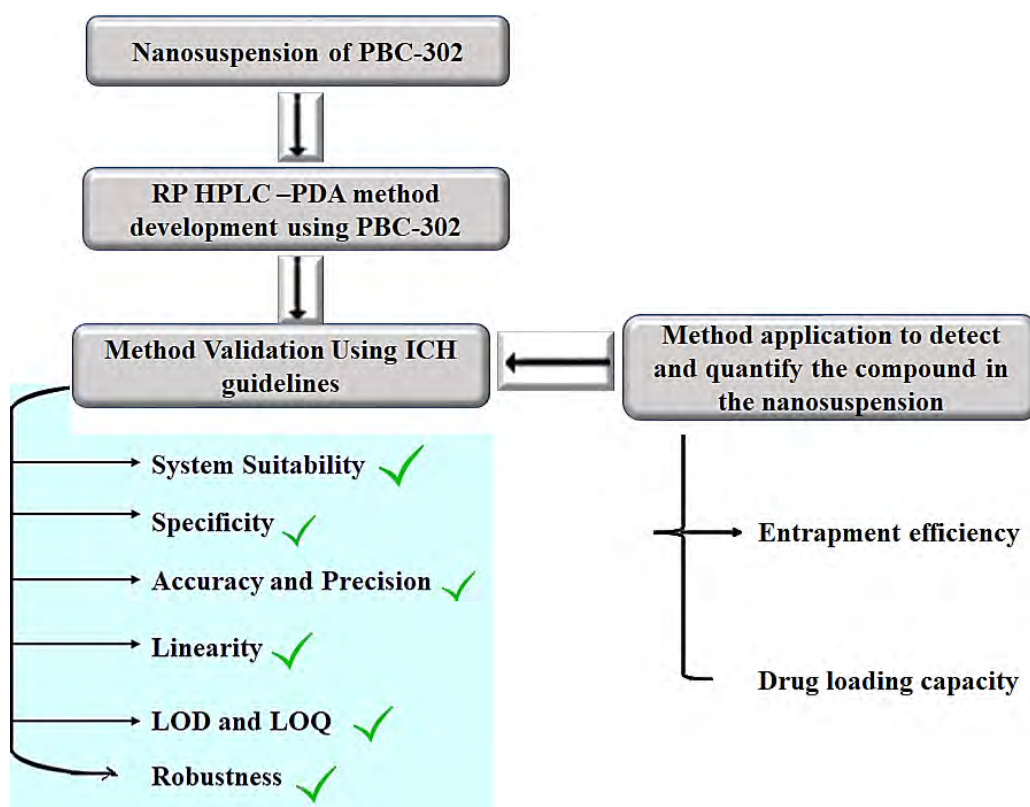 Nanosuspension of PBC-302
RP HPLC –PDA method
development using PBC-302
Method Validation Using ICH
guidelines
Method application to detect
and quantify the compound in
the nanosuspension
System Suitability
Specificity
Accuracy and Precision
Linearity
LOD and LOQ
Robustness
Entrapment efficiency
Drug loading capacity